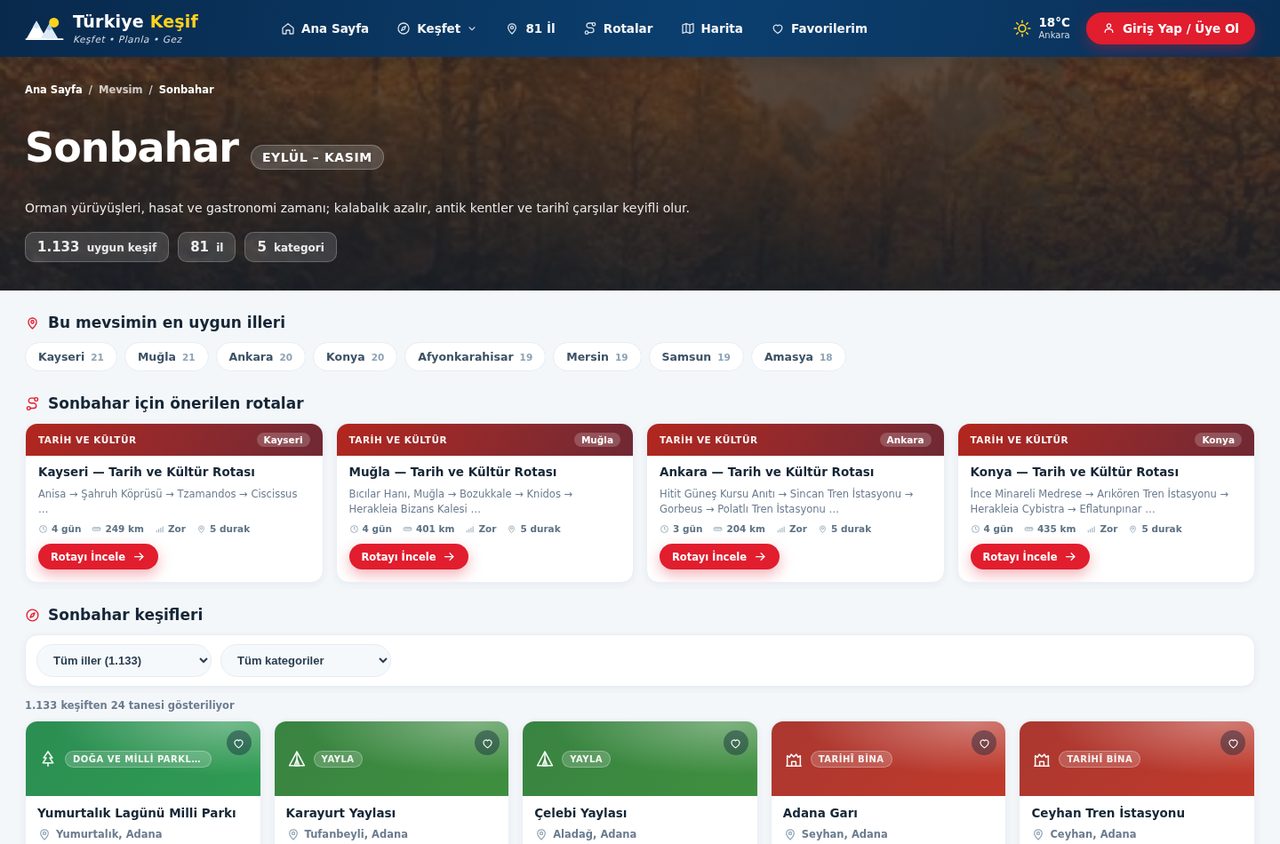 Türkiye Keşif
Keşfet • Planla • Gez
Ana Sayfa
Keşfet
81 İl
Rotalar
Harita
Favorilerim
18°C
Ankara
Giriş Yap / Üye Ol
Ana Sayfa / Mevsim / Sonbahar
Sonbahar
EYLÜL – KASIM
Orman yürüyüşleri, hasat ve gastronomi zamanı; kalabalık azalır, antik kentler ve tarihî çarşılar keyifli olur.
1.133 uygun keşif
81 il
5 kategori
Bu mevsimin en uygun illeri
Kayseri 21
Muğla 21
Ankara 20
Konya 20
Afyonkarahisar 19
Mersin 19
Samsun 19
Amasya 18
Sonbahar için önerilen rotalar
TARİH VE KÜLTÜR
Kayseri
Kayseri — Tarih ve Kültür Rotası
Anisa → Şahruh Köprüsü → Tzamandos → Ciscissus
...
4 gün 249 km Zor 5 durak
Rotayı İncele →
TARİH VE KÜLTÜR
Muğla
Muğla — Tarih ve Kültür Rotası
Bıcılar Hanı, Muğla → Bozukkale → Knidos →
Herakleia Bizans Kalesi ...
4 gün 401 km Zor 5 durak
Rotayı İncele →
TARİH VE KÜLTÜR
Ankara
Ankara — Tarih ve Kültür Rotası
Hitit Güneş Kursu Anıtı → Sincan Tren İstasyonu →
Gorbeus → Polatlı Tren İstasyonu ...
3 gün 204 km Zor 5 durak
Rotayı İncele →
TARİH VE KÜLTÜR
Konya
Konya — Tarih ve Kültür Rotası
İnce Minareli Medrese → Arıkören Tren İstasyonu →
Herakleia Cybistra → Eflatunpınar ...
4 gün 435 km Zor 5 durak
Rotayı İncele →
Sonbahar keşifleri
Tüm iller (1.133)
Tüm kategoriler
1.133 keşiften 24 tanesi gösteriliyor
DOĞA VE MİLLİ PARKL...
Yumurtalık Lagünü Milli Parkı
Yumurtalık, Adana
YAYLA
Karayurt Yaylası
Tufanbeyli, Adana
YAYLA
Çelebi Yaylası
Aladağ, Adana
TARİHÎ BİNA
Adana Garı
Seyhan, Adana
TARİHÎ BİNA
Ceyhan Tren İstasyonu
Ceyhan, Adana